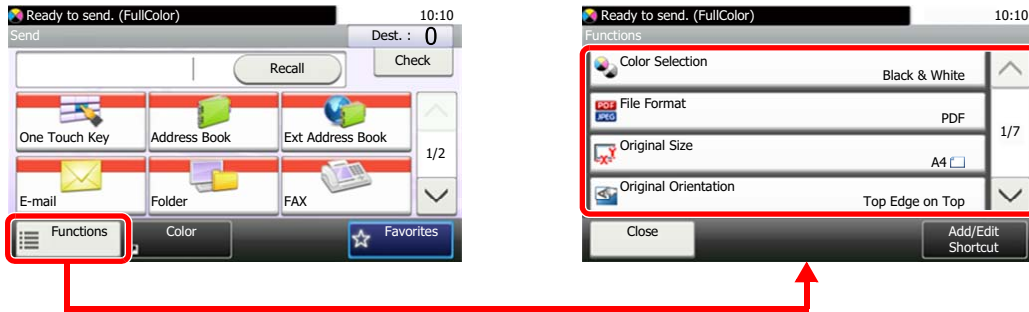 Ready to send. (FullColor) 10:10
Send Dest. : 0
Recall Check
One Touch Key Address Book Ext Address Book
1/2
E-mail Folder FAX
Functions Color Favorites
Ready to send. (FullColor) 10:10
Functions
Color Selection
Black & White
PDF JPEG File Format
PDF
1/7
X Y Original Size
A4
Original Orientation
Top Edge on Top
Close Add/Edit
Shortcut